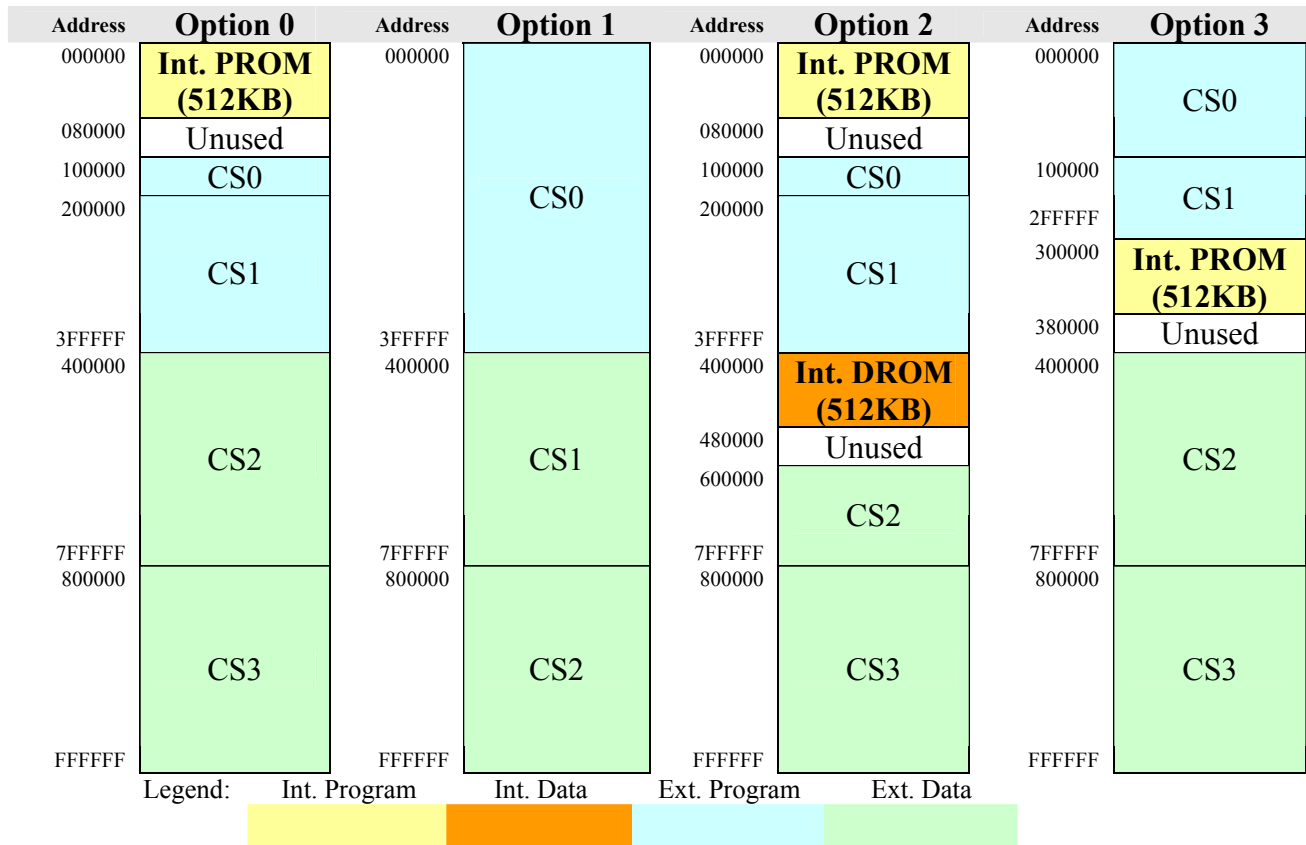 Address Option 0 Address Option 1 Address Option 2 Address Option 3
000000 Int. PROM 000000 000000 Int. PROM 000000
(512KB) (512KB)
CS0
080000 Unused 080000 Unused
100000 CS0 100000 CS0 100000
200000 CS0 200000 CS1
2FFFFF
300000 Int. PROM
CS1 CS1
(512KB)
3FFFFF 3FFFFF 3FFFFF 380000 Unused
400000 400000 400000 Int. DROM 400000
(512KB)
480000 Unused
CS2 CS1 CS2
600000
CS2
7FFFFF 7FFFFF 7FFFFF 7FFFFF
800000 800000 800000 800000
CS3 CS2 CS3 CS3
FFFFFF FFFFFF FFFFFF FFFFFF
Legend: Int. Program Int. Data Ext. Program Ext. Data